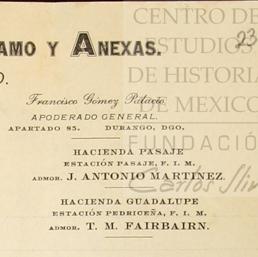 CENTRO DE
ESTUDIOS
DE HISTORIA
DE MEXICO
FUNDACIÓN
Carlos Slim
23
AMO Y ANEXAS.
O.
Francisco Gómez Palacio,
APODERADO GENERAL.
APARTADO 85. DURANGO, DGO.
HACIENDA PASAJE
ESTACIÓN PASAJE, F. I. M.
ADMOR. J. ANTONIO MARTINEZ.
HACIENDA GUADALUPE
ESTACIÓN PEDRICEÑA, F. I. M.
ADMOR. T. M. FAIRBAIRN.